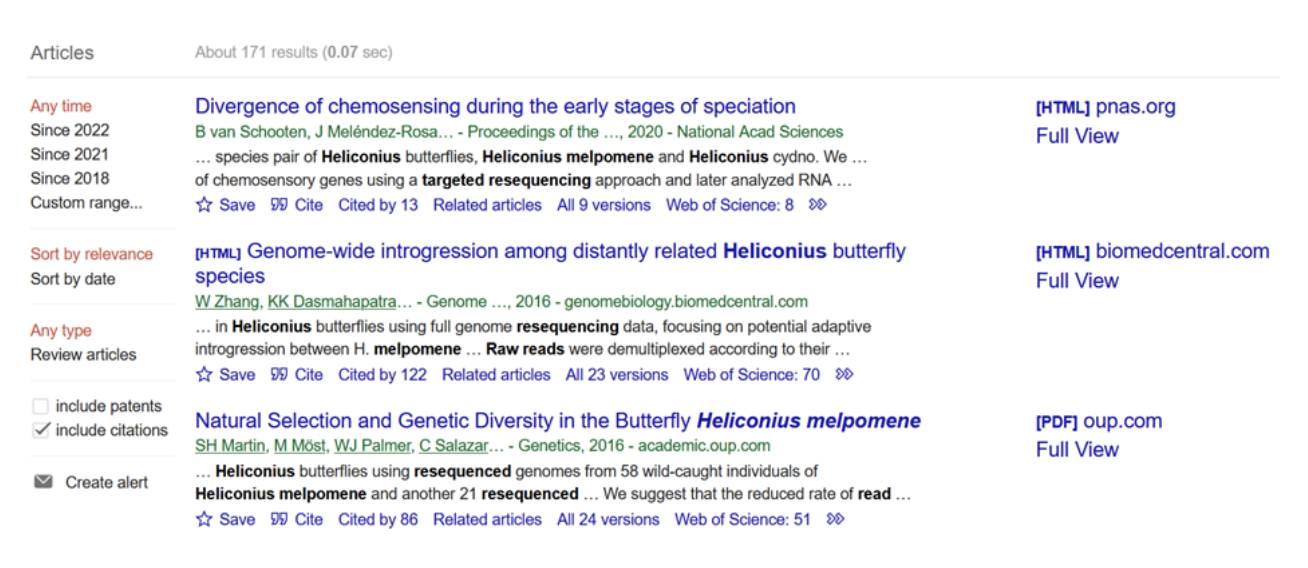 Articles
About 171 results (0.07 sec)
Any time
Since 2022
Since 2021
Since 2018
Custom range...
Sort by relevance
Sort by date
Any type
Review articles
include patents
include citations
Create alert
Divergence of chemosensing during the early stages of speciation
B van Schooten, J Meléndez-Rosa… - Proceedings of the …, 2020 - National Acad Sciences
… species pair of Heliconius butterflies, Heliconius melpomene and Heliconius cydno. We …
of chemosensory genes using a targeted resequencing approach and later analyzed RNA …
Save Cite Cited by 13 Related articles All 9 versions Web of Science: 8
[HTML] pnas.org
Full View
[HTML] Genome-wide introgression among distantly related Heliconius butterfly
species
W Zhang, KK Dasmahapatra… - Genome …, 2016 - genomebiology.biomedcentral.com
… in Heliconius butterflies using full genome resequencing data, focusing on potential adaptive
introgression between H. melpomene … Raw reads were demultiplexed according to their …
Save Cite Cited by 122 Related articles All 23 versions Web of Science: 70
[HTML] biomedcentral.com
Full View
Natural Selection and Genetic Diversity in the Butterfly Heliconius melpomene
SH Martin, M Möst, WJ Palmer, C Salazar… - Genetics, 2016 - academic.oup.com
… Heliconius butterflies using resequenced genomes from 58 wild-caught individuals of
Heliconius melpomene and another 21 resequenced … We suggest that the reduced rate of read …
Save Cite Cited by 86 Related articles All 24 versions Web of Science: 51
[PDF] oup.com
Full View